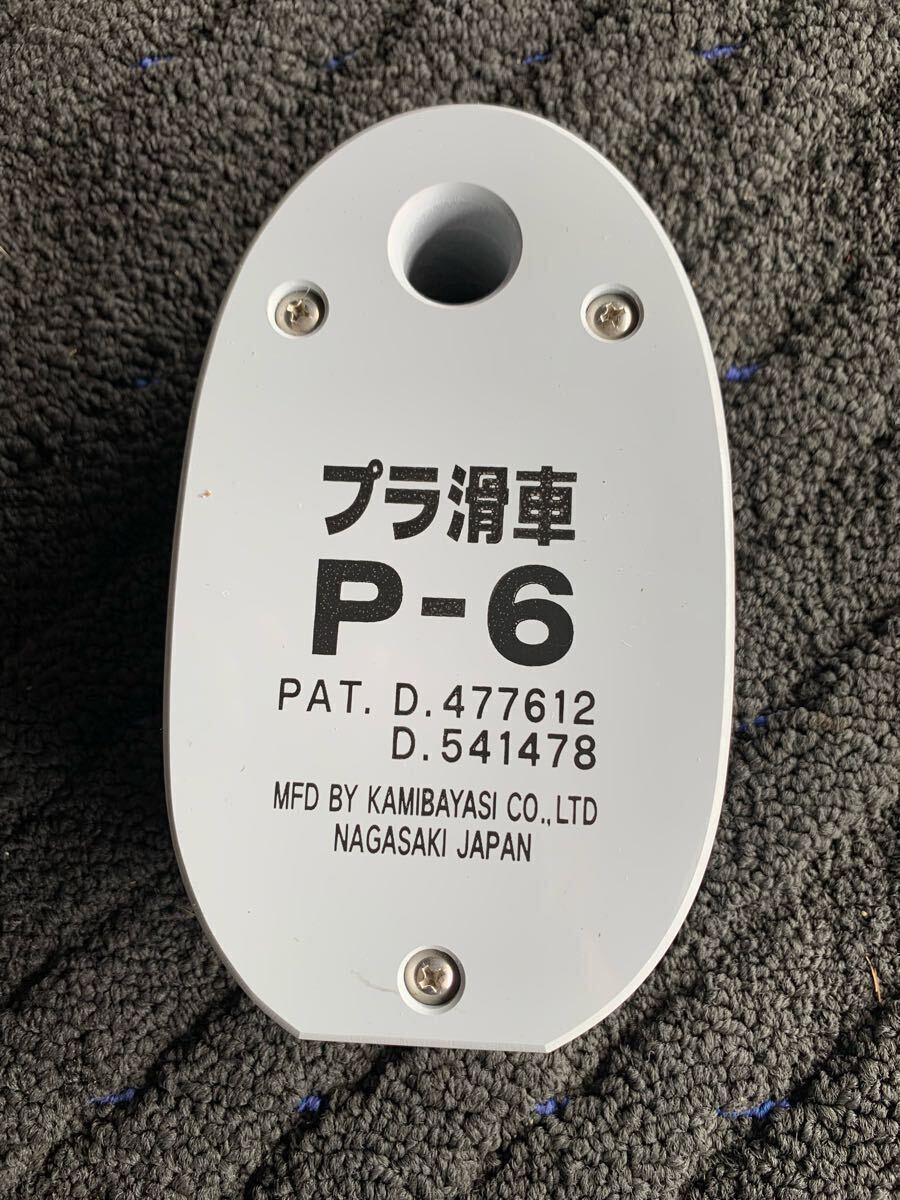 プラ滑車
P-6
PAT. D.477612
D.541478
MFD BY KAMIBAYASI CO.,LTD
NAGASAKI JAPAN